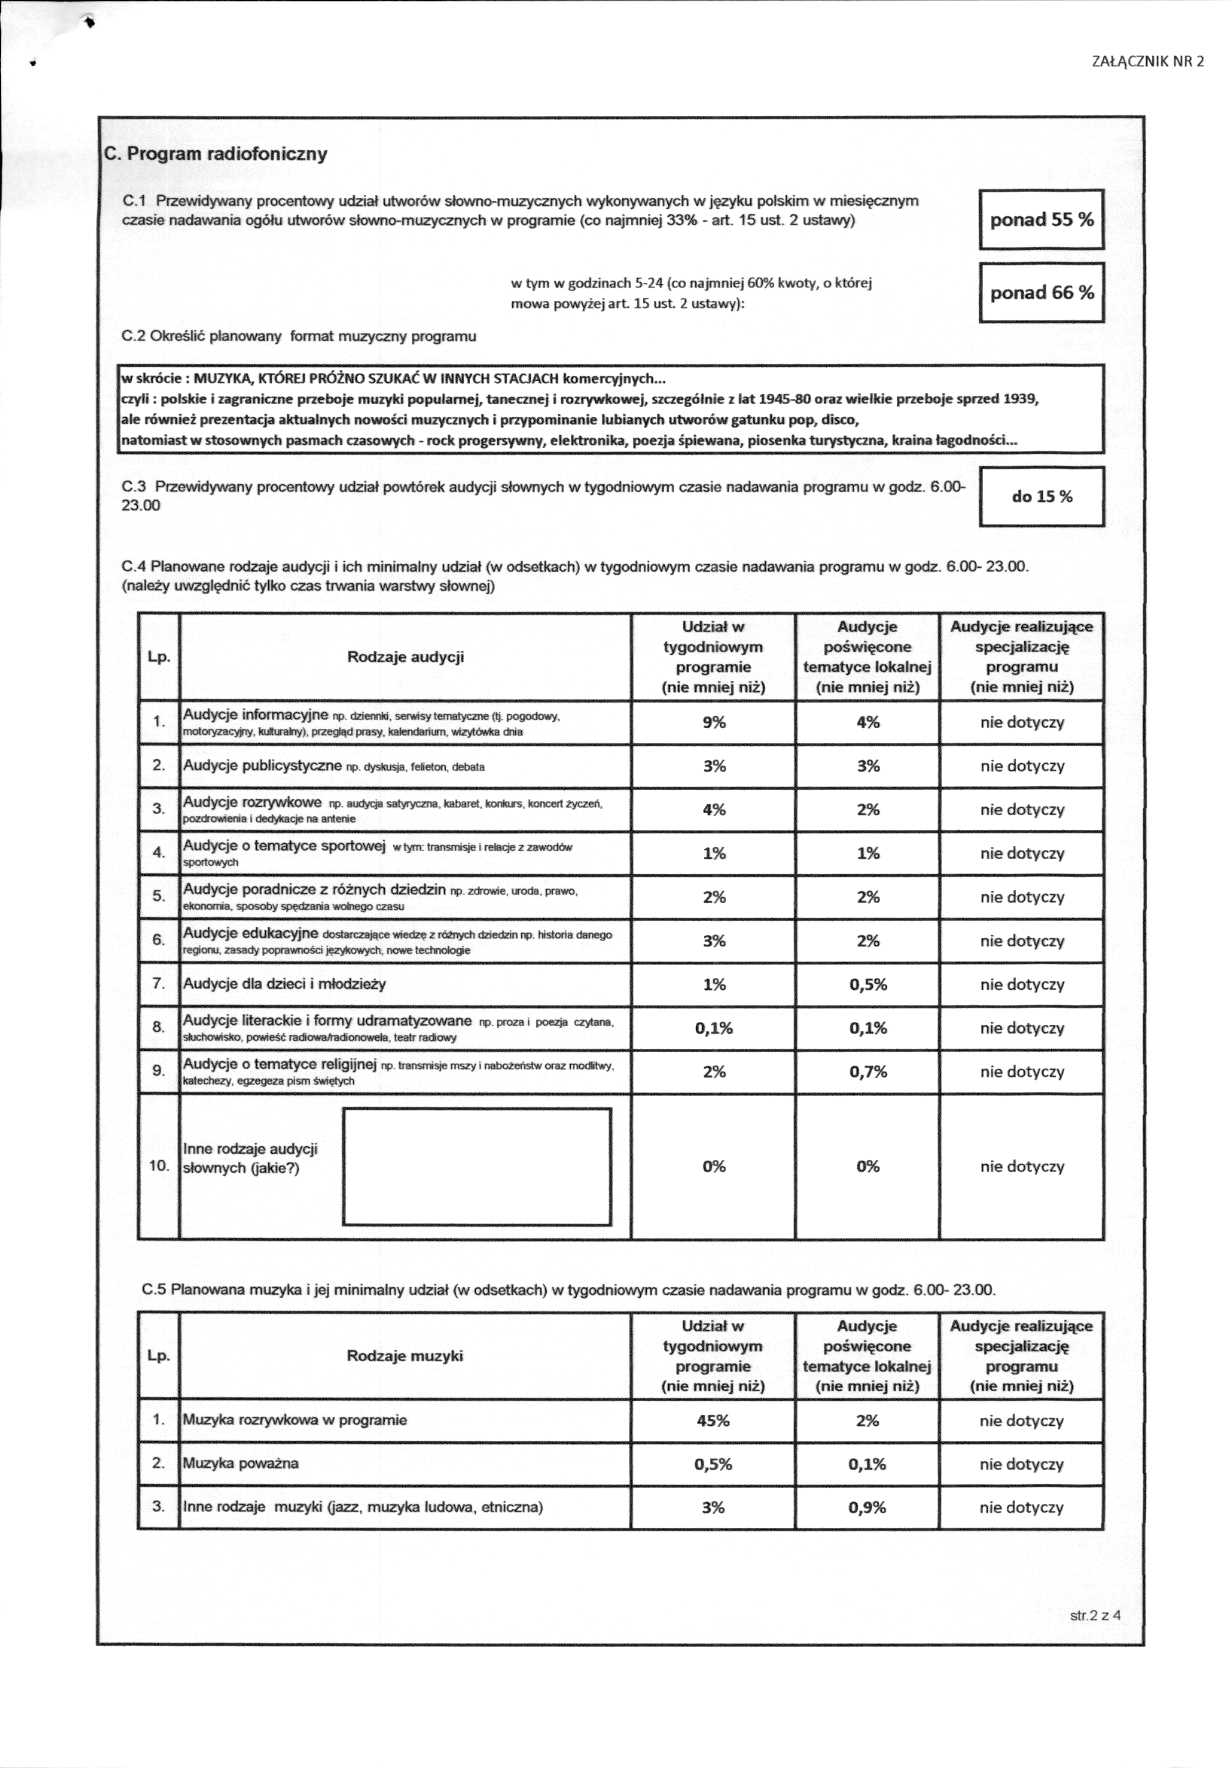 ZAŁĄCZNIK NR 2
C. Program radiofoniczny
C.1 Przewidywany procentowy udział utworów słowno-muzycznych wykonywanych w języku polskim w miesięcznym
czasie nadawania ogółu utworów słowno-muzycznych w programie (co najmniej 33% - art. 15 ust. 2 ustawy)
ponad 55 %
w tym w godzinach 5-24 (co najmniej 60% kwoty, o której
mowa powyżej art. 15 ust. 2 ustawy):
ponad 66 %
C.2 Określić planowany format muzyczny programu
w skrócie : MUZYKA, KTÓREJ PRÓŻNO SZUKAĆ W INNYCH STACJACH komercyjnych...
czyli : polskie i zagraniczne przeboje muzyki popularnej, tanecznej i rozrywkowej, szczególnie z lat 1945-80 oraz wielkie przeboje sprzed 1939,
ale również prezentacja aktualnych nowości muzycznych i przypominanie lubianych utworów gatunku pop, disco,
natomiast w stosownych pasmach czasowych - rock progersywny, elektronika, poezja śpiewana, piosenka turystyczna, kraina łagodności...
C.3 Przewidywany procentowy udział powtórek audycji słownych w tygodniowym czasie nadawania programu w godz. 6.00-
23.00
do 15 %
C.4 Planowane rodzaje audycji i ich minimalny udział (w odsetkach) w tygodniowym czasie nadawania programu w godz. 6.00- 23.00.
(należy uwzględnić tylko czas trwania warstwy słownej)
Lp.
Rodzaje audycji
Udział w
tygodniowym
programie
(nie mniej niż)
Audycje
poświęcone
tematyce lokalnej
(nie mniej niż)
Audycje realizujące
specjalizację
programu
(nie mniej niż)
1.
Audycje informacyjne np. dzienniki, serwisy tematyczne (tj. pogodowy,
motoryzacyjny, kulturalny), przegląd prasy, kalendarium, wizytówka dnia
9%
4%
nie dotyczy
2.
Audycje publicystyczne np. dyskusja, felieton, debata
3%
3%
nie dotyczy
3.
Audycje rozrywkowe np. audycja satyryczna, kabaret, konkurs, koncert życzeń,
pozdrowienia i dedykacje na antenie
4%
2%
nie dotyczy
4.
Audycje o tematyce sportowej w tym: transmisje i relacje z zawodów
sportowych
1%
1%
nie dotyczy
5.
Audycje poradnicze z różnych dziedzin np. zdrowie, uroda, prawo,
ekonomia, sposoby spędzania wolnego czasu
2%
2%
nie dotyczy
6.
Audycje edukacyjne dostarczające wiedzę z różnych dziedzin np. historia danego
regionu, zasady poprawności językowych, nowe technologie
3%
2%
nie dotyczy
7.
Audycje dla dzieci i młodzieży
1%
0,5%
nie dotyczy
8.
Audycje literackie i formy udramatyzowane np. proza i poezja czytana,
słuchowisko, powieść radiowa/radionowela, teatr radiowy
0,1%
0,1%
nie dotyczy
9.
Audycje o tematyce religijnej np. transmisje mszy i nabożeństw oraz modlitwy,
katechezy, egzegeza pism świętych
2%
0,7%
nie dotyczy
10.
Inne rodzaje audycji
słownych (jakie?)
0%
0%
nie dotyczy
C.5 Planowana muzyka i jej minimalny udział (w odsetkach) w tygodniowym czasie nadawania programu w godz. 6.00- 23.00.
Lp.
Rodzaje muzyki
Udział w
tygodniowym
programie
(nie mniej niż)
Audycje
poświęcone
tematyce lokalnej
(nie mniej niż)
Audycje realizujące
specjalizację
programu
(nie mniej niż)
1.
Muzyka rozrywkowa w programie
45%
2%
nie dotyczy
2.
Muzyka poważna
0,5%
0,1%
nie dotyczy
3.
Inne rodzaje muzyki (jazz, muzyka ludowa, etniczna)
3%
0,9%
nie dotyczy
str.2 z 4